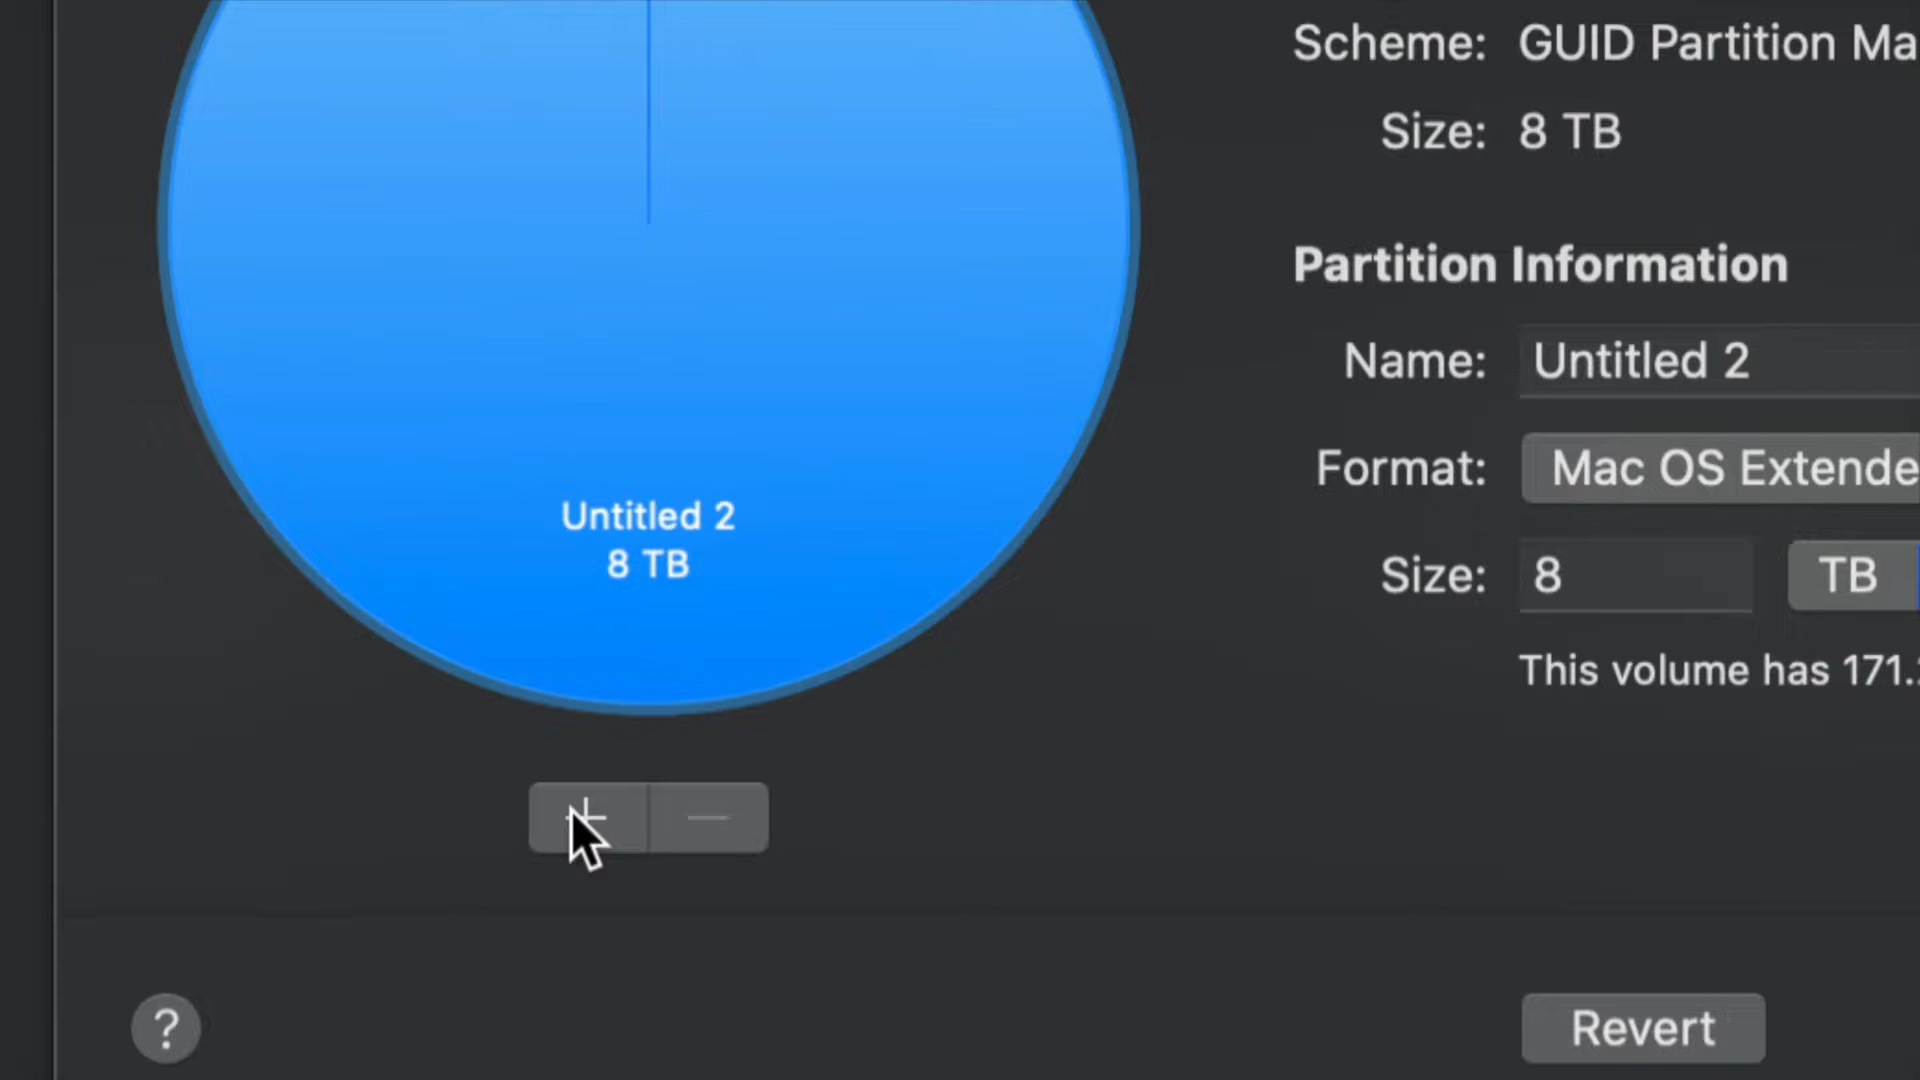 Scheme: GUID Partition Ma
Size: 8 TB
Partition Information
Name: Untitled 2
Format: Mac OS Extende
Size: 8 TB
This volume has 171.
Untitled 2
8 TB
?
Revert